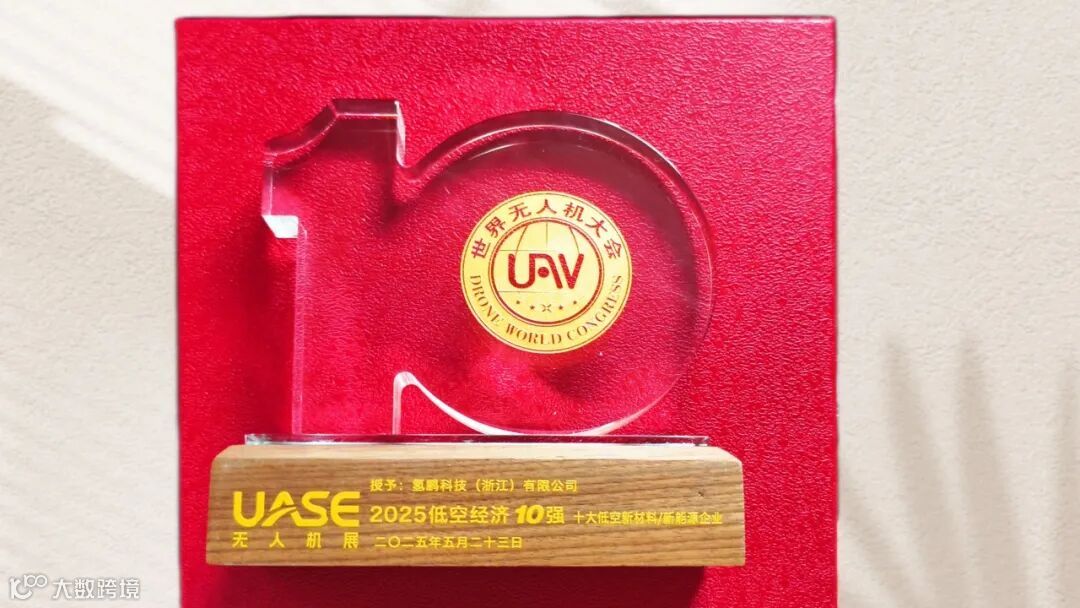 世界无人机大会
UAV
DRONE WORLD CONGRESS
授予：氢鹏科技（浙江）有限公司
UASE
2025低空经济10强 十大低空新材料/新能源企业
无人机展
二〇二五年五月二十三日
大数跨境